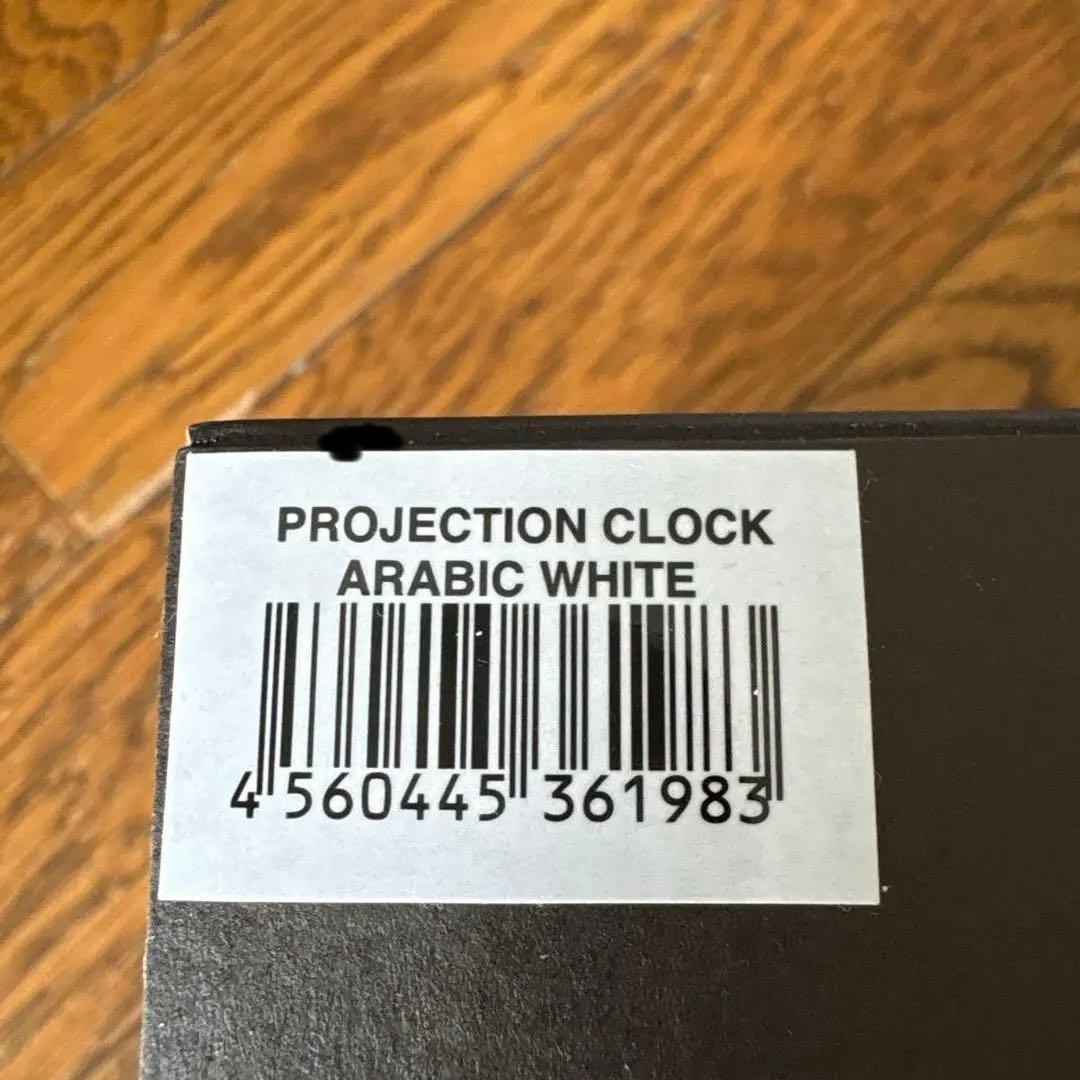 PROJECTION CLOCK
ARABIC WHITE
4 560445 361983